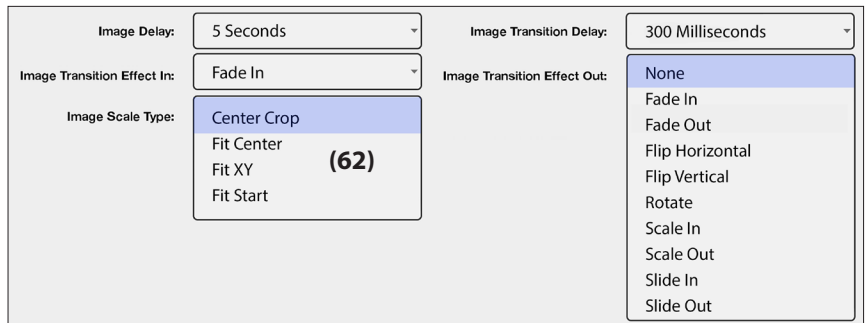 Image Delay: 5 Seconds
Image Transition Delay: 300 Milliseconds
Image Transition Effect In: Fade In
Image Transition Effect Out:
None
Fade In
Fade Out
Flip Horizontal
Flip Vertical
Rotate
Scale In
Scale Out
Slide In
Slide Out
Image Scale Type:
Center Crop
Fit Center
Fit XY
Fit Start
(62)